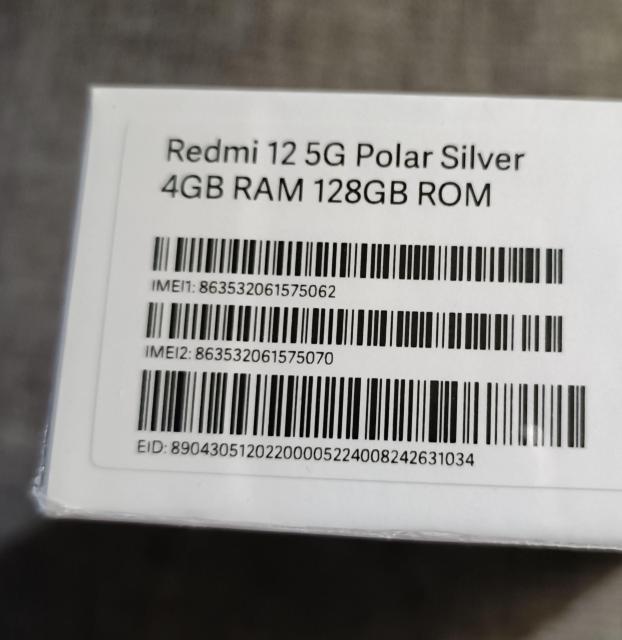 Redmi 12 5G Polar Silver
4GB RAM 128GB ROM
IMEI1: 863532061575062
IMEI2: 863532061575070
EID: 89043051202200005224008242631034